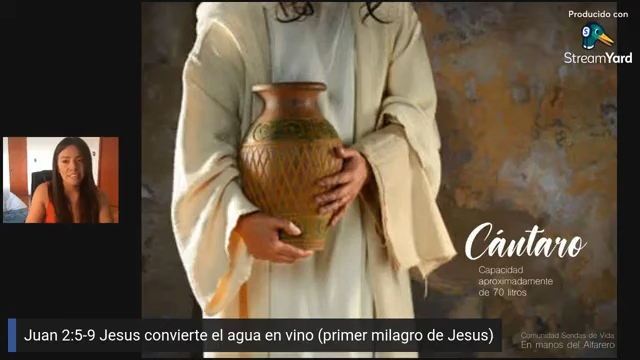 Producido con
StreamYard
Cántaro
Capacidad
aproximadamente
de 70 litros
Juan 2:5-9 Jesus convierte el agua en vino (primer milagro de Jesus)
Comunidad Sendas de Vida
En manos del Alfarero